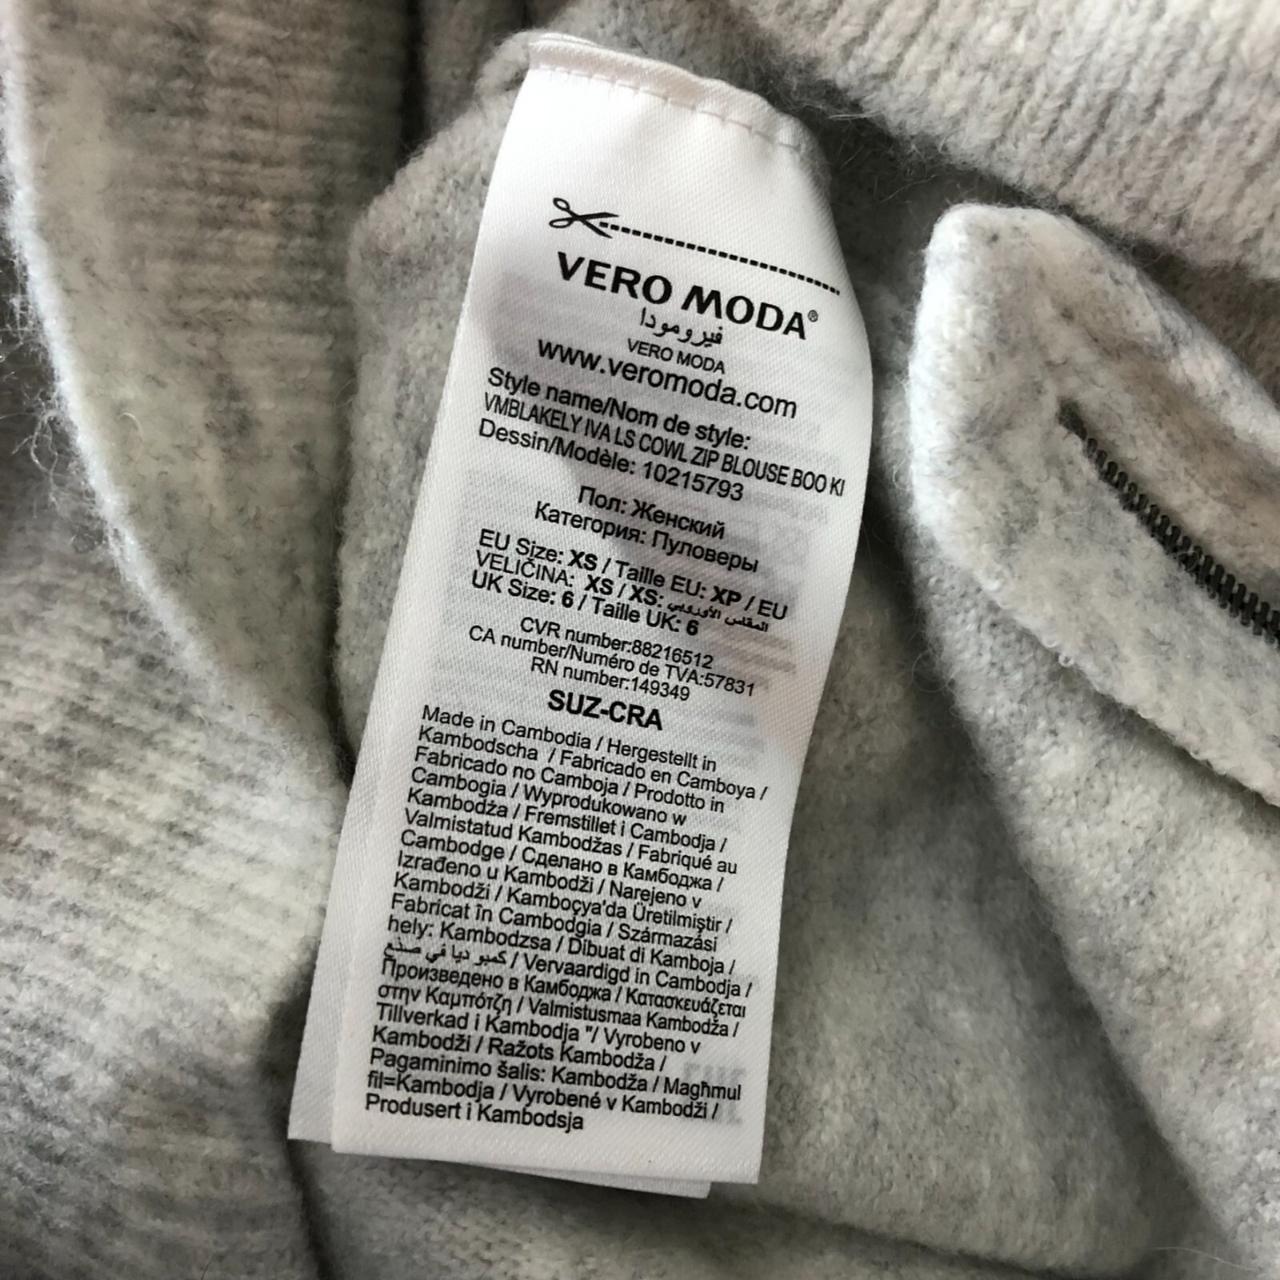 VERO MODA®
فيرومودا
VERO MODA
www.veromoda.com
Style name/Nom de style:
VMBLAKELY IVA LS COWL ZIP BLOUSE BOO KI
Dessin/Modèle: 10215793
Пол: Женский
Категория: Пуловеры
EU Size: XS / Taille EU: XP / EU
VELIČINA: XS / XS: المقاس الأوروبي
UK Size: 6 / Taille UK: 6
CVR number:88216512
CA number/Numéro de TVA:57831
RN number:149349
SUZ-CRA
Made in Cambodia / Hergestellt in
Kambodscha / Fabricado en Camboya /
Fabricado no Camboja / Prodotto in
Cambogia / Wyprodukowano w
Kambodża / Fremstillet i Cambodja /
Valmistatud Kambodžas / Fabriqué au
Cambodge / Сделано в Камбоджа /
Izrađeno u Kambodži / Narejeno v
Kambodži / Kamboçya'da Üretilmiştir /
Fabricat în Cambodgia / Származási
hely: Kambodzsa / Dibuat di Kamboja /
كمبو ديا في صنع / Vervaardigd in Cambodja /
Произведено в Камбоджа / Κατασκευάζεται
στην Καμπότζη / Valmistusmaa Kambodža /
Tillverkad i Kambodja "/ Vyrobeno v
Kambodži / Ražots Kambodža /
Pagaminimo šalis: Kambodža / Magħmul
fil=Kambodja / Vyrobené v Kambodži /
Produsert i Kambodsja